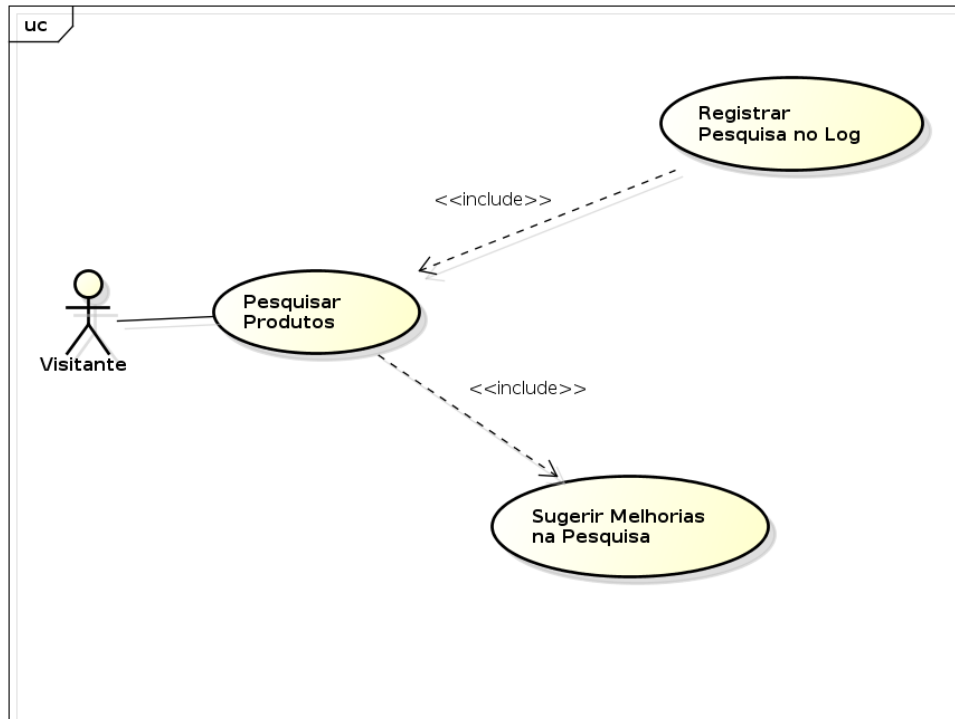 uc
Registrar
Pesquisa no Log
<<include>>
Pesquisar
Produtos
Visitante
<<include>>
Sugerir Melhorias
na Pesquisa